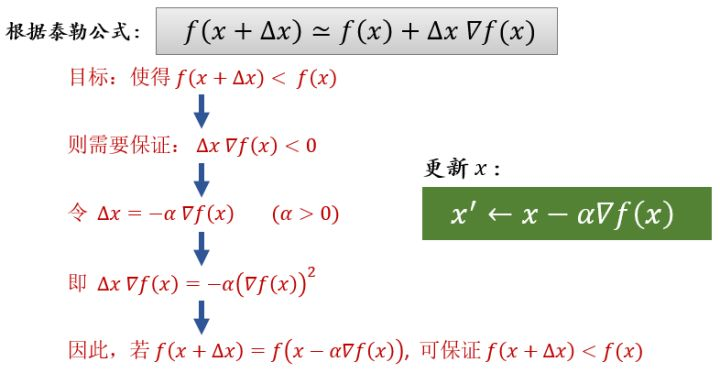 根据泰勒公式: f(x + Δx) ≃ f(x) + Δx ∇f(x)
目标: 使得 f(x + Δx) < f(x)
则需要保证: Δx ∇f(x) < 0
令 Δx = −α ∇f(x) (α > 0)
即 Δx ∇f(x) = −α(∇f(x))²
因此, 若 f(x + Δx) = f(x − α∇f(x)), 可保证 f(x + Δx) < f(x)
更新 x :
x′ ← x − α∇f(x)